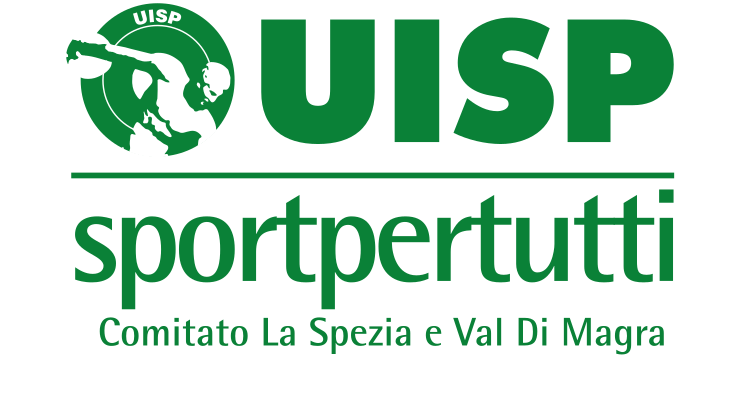 UISP
UISP
sportpertutti
Comitato La Spezia e Val Di Magra